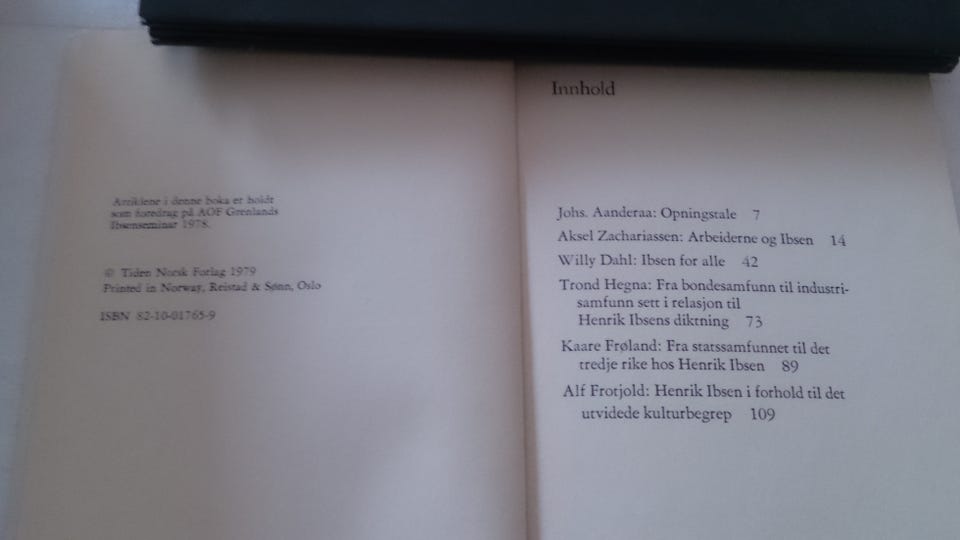 Artiklene i denne boka er holdt
som foredrag på AOF Grenlands
Ibsenseminar 1978.
© Tiden Norsk Forlag 1979
Printed in Norway, Reistad & Sønn, Oslo
ISBN 82-10-01765-9
Innhold
Johs. Aanderaa: Opningstale 7
Aksel Zachariassen: Arbeiderne og Ibsen 14
Willy Dahl: Ibsen for alle 42
Trond Hegna: Fra bondesamfunn til industri-
samfunn sett i relasjon til
Henrik Ibsens diktning 73
Kaare Frøland: Fra statssamfunnet til det
tredje rike hos Henrik Ibsen 89
Alf Frotjold: Henrik Ibsen i forhold til det
utvidede kulturbegrep 109